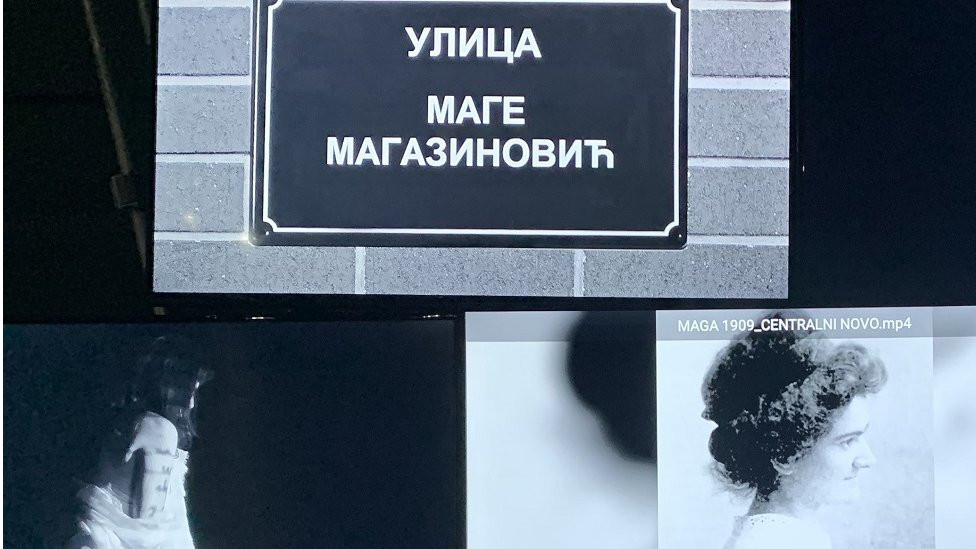 УЛИЦА
МАГЕ
МАГАЗИНОВИЋ
MAGA 1909_CENTRALNI NOVO.mp4